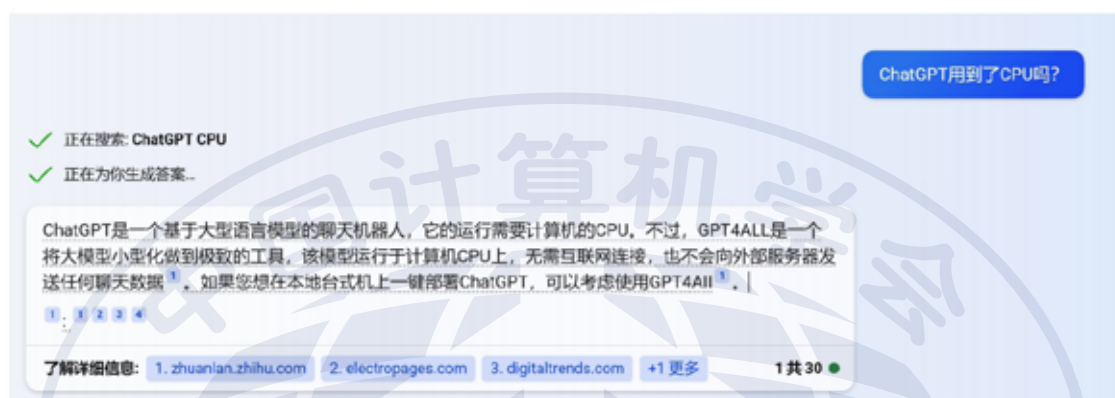 ChatGPT用到了CPU吗?
正在搜索: ChatGPT CPU
正在为你生成答案...
ChatGPT是一个基于大型语言模型的聊天机器人，它的运行需要计算机的CPU。不过，GPT4ALL是一个
将大模型小型化做到极致的工具，该模型运行于计算机CPU上，无需互联网连接，也不会向外部服务器发
送任何聊天数据 1 。如果您想在本地台式机上一键部署ChatGPT，可以考虑使用GPT4All 1 。
1 : 1 2 3 4
了解详细信息: 1. zhuanlan.zhihu.com 2. electropages.com 3. digitaltrends.com +1 更多 1 共 30
中国计算机学会